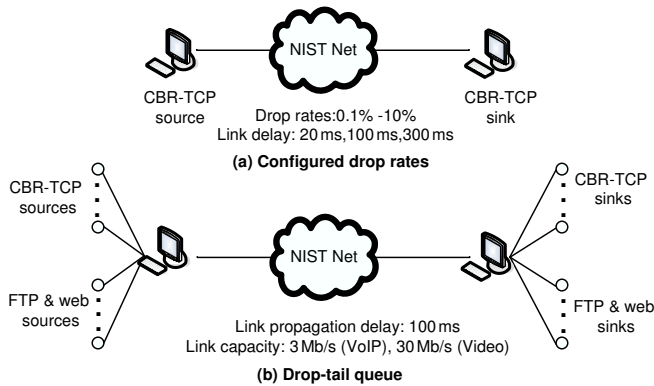 NIST Net
CBR-TCP
source
CBR-TCP
sink
Drop rates:0.1% -10%
Link delay: 20 ms,100 ms,300 ms
(a) Configured drop rates
CBR-TCP
sources
CBR-TCP
sinks
NIST Net
FTP & web
sources
FTP & web
sinks
Link propagation delay: 100 ms
Link capacity: 3 Mb/s (VoIP), 30 Mb/s (Video)
(b) Drop-tail queue